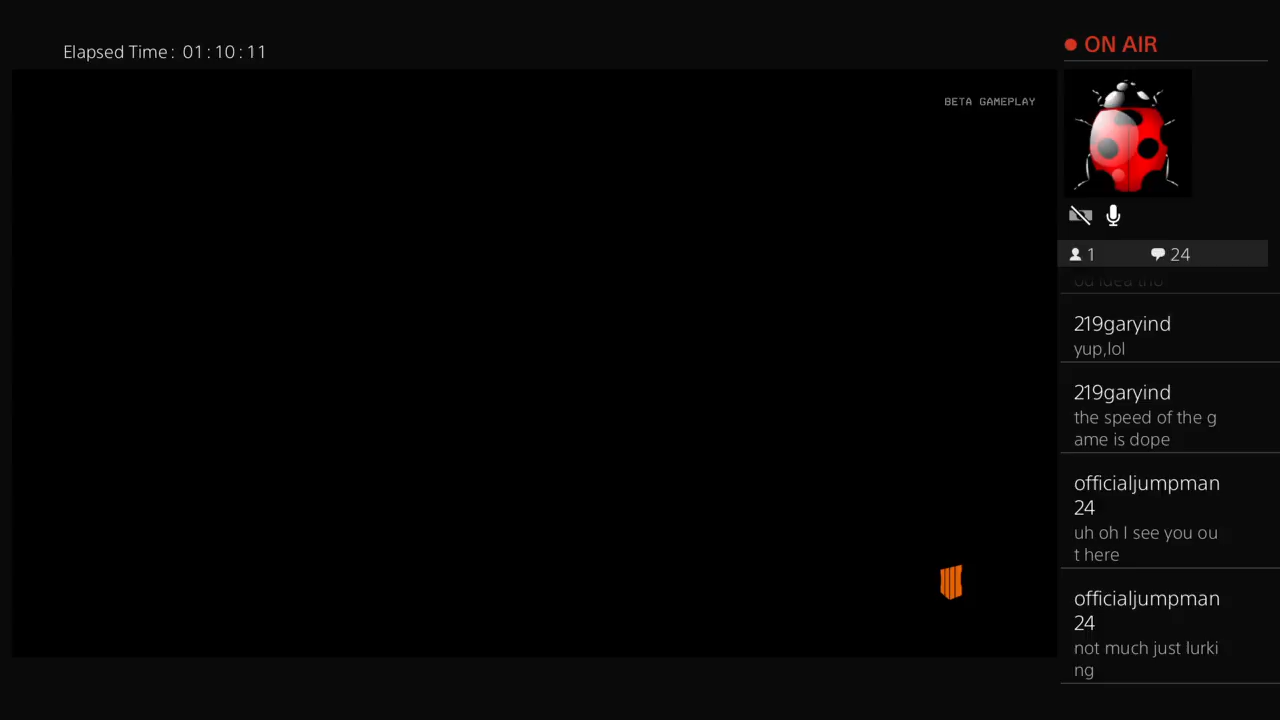 Elapsed Time: 01:10:11
ON AIR
BETA GAMEPLAY
1 24
219garyind
yup,lol
219garyind
the speed of the g
ame is dope
officialjumpman
24
uh oh I see you ou
t here
officialjumpman
24
not much just lurki
ng